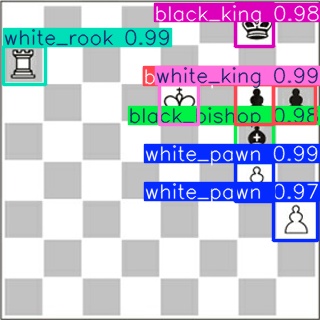 black_king 0.98
white_rook 0.99
b
white_king 0.99
black_bishop 0.98
white_pawn 0.99
white_pawn 0.97